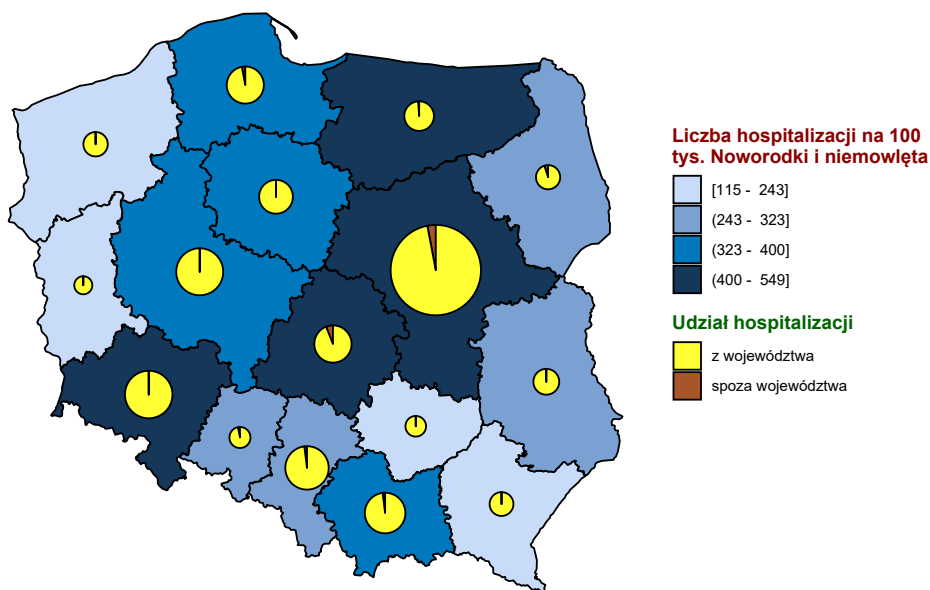 Liczba hospitalizacji na 100
tys. Noworodki i niemowlęta
[115 - 243]
(243 - 323]
(323 - 400]
(400 - 549]
Udział hospitalizacji
z województwa
spoza województwa